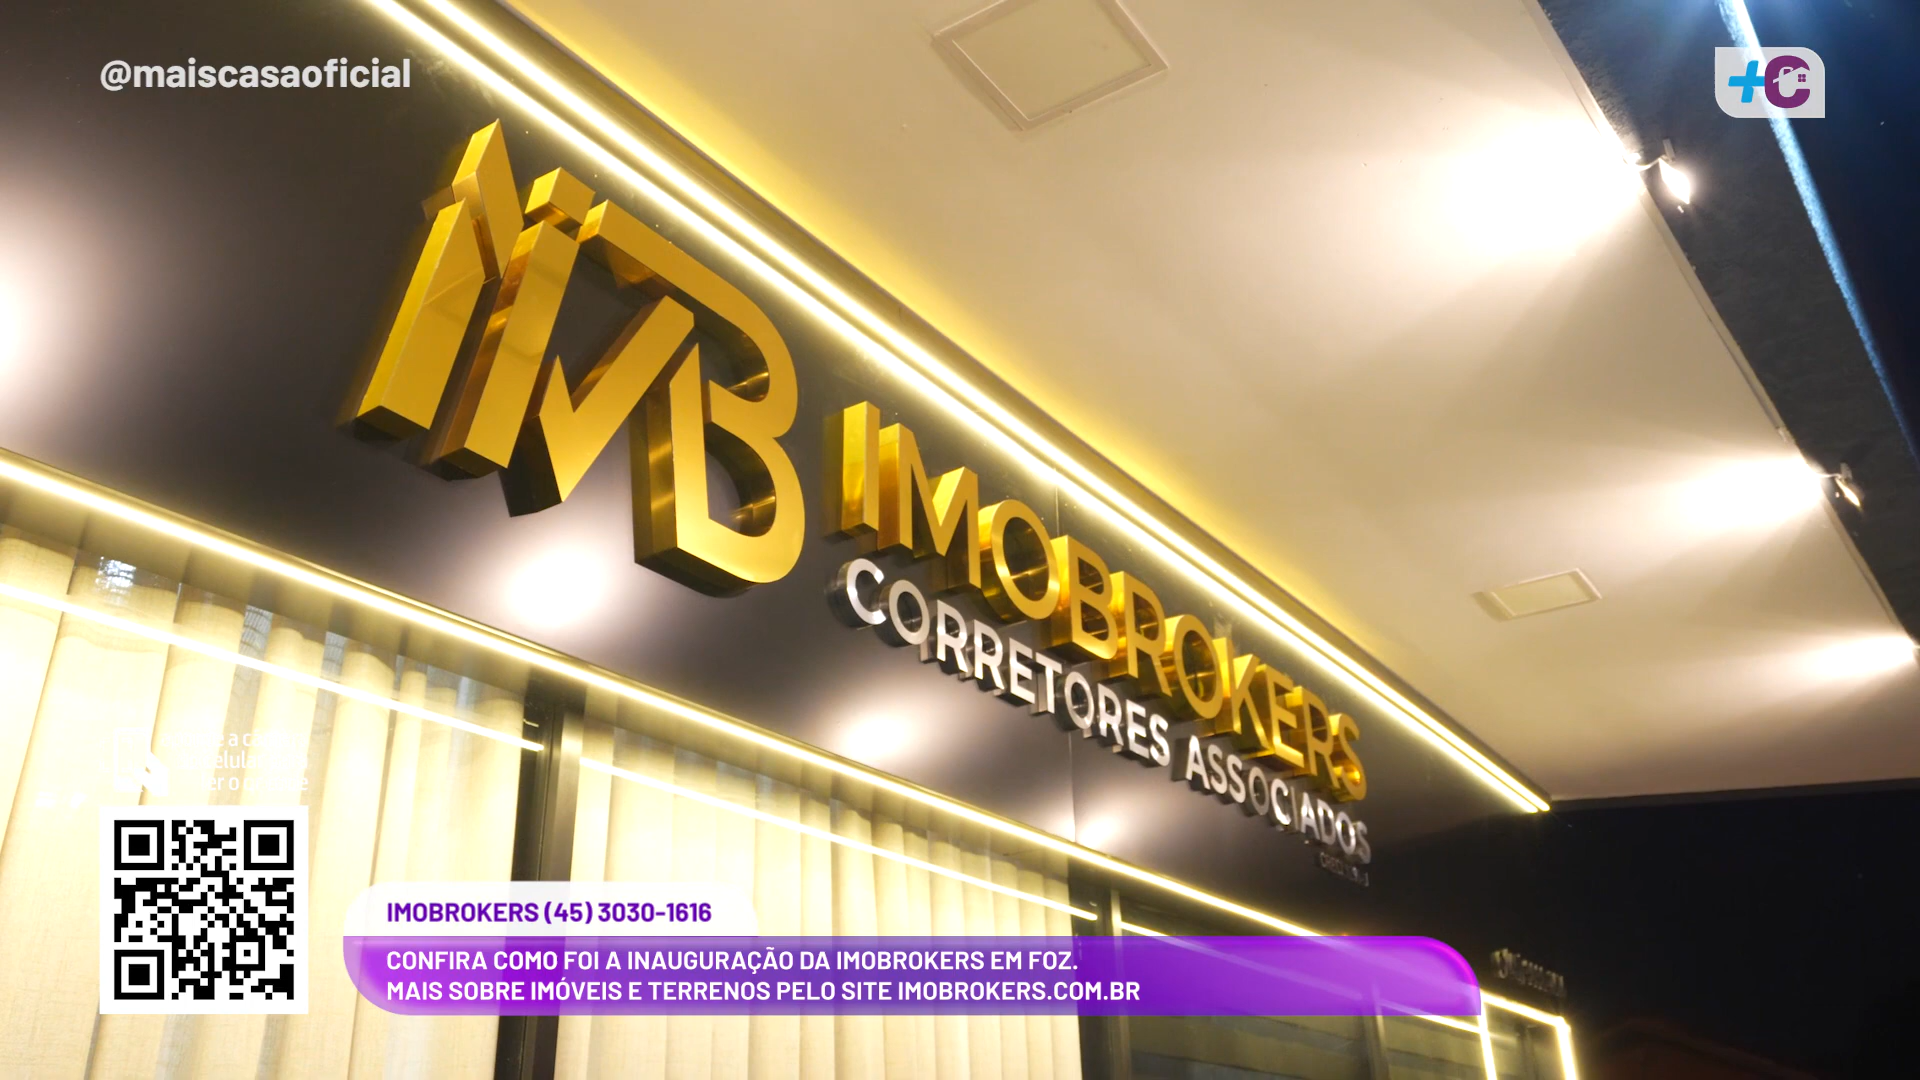 @maiscasaoficial
+C
IMB
IMOBROKERS
CORRETORES ASSOCIADOS
IMOBROKERS (45) 3030-1616
CONFIRA COMO FOI A INAUGURAÇÃO DA IMOBROKERS EM FOZ.
MAIS SOBRE IMÓVEIS E TERRENOS PELO SITE IMOBROKERS.COM.BR